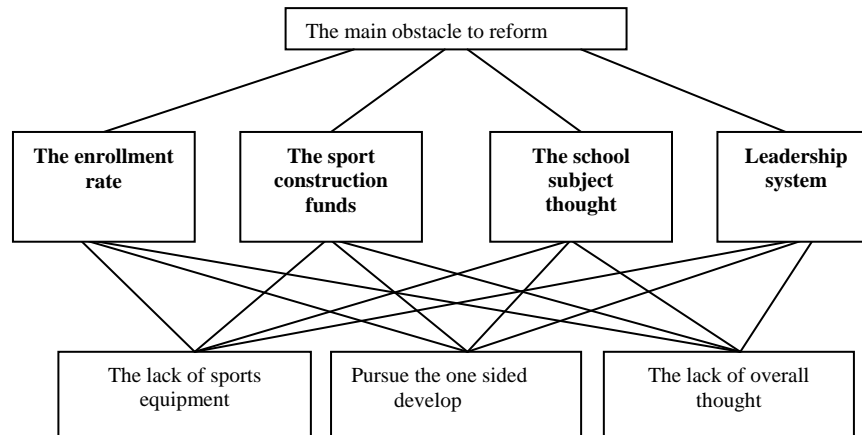 The main obstacle to reform
The enrollment
rate
The sport
construction
funds
The school
subject
thought
Leadership
system
The lack of sports
equipment
Pursue the one sided
develop
The lack of overall
thought